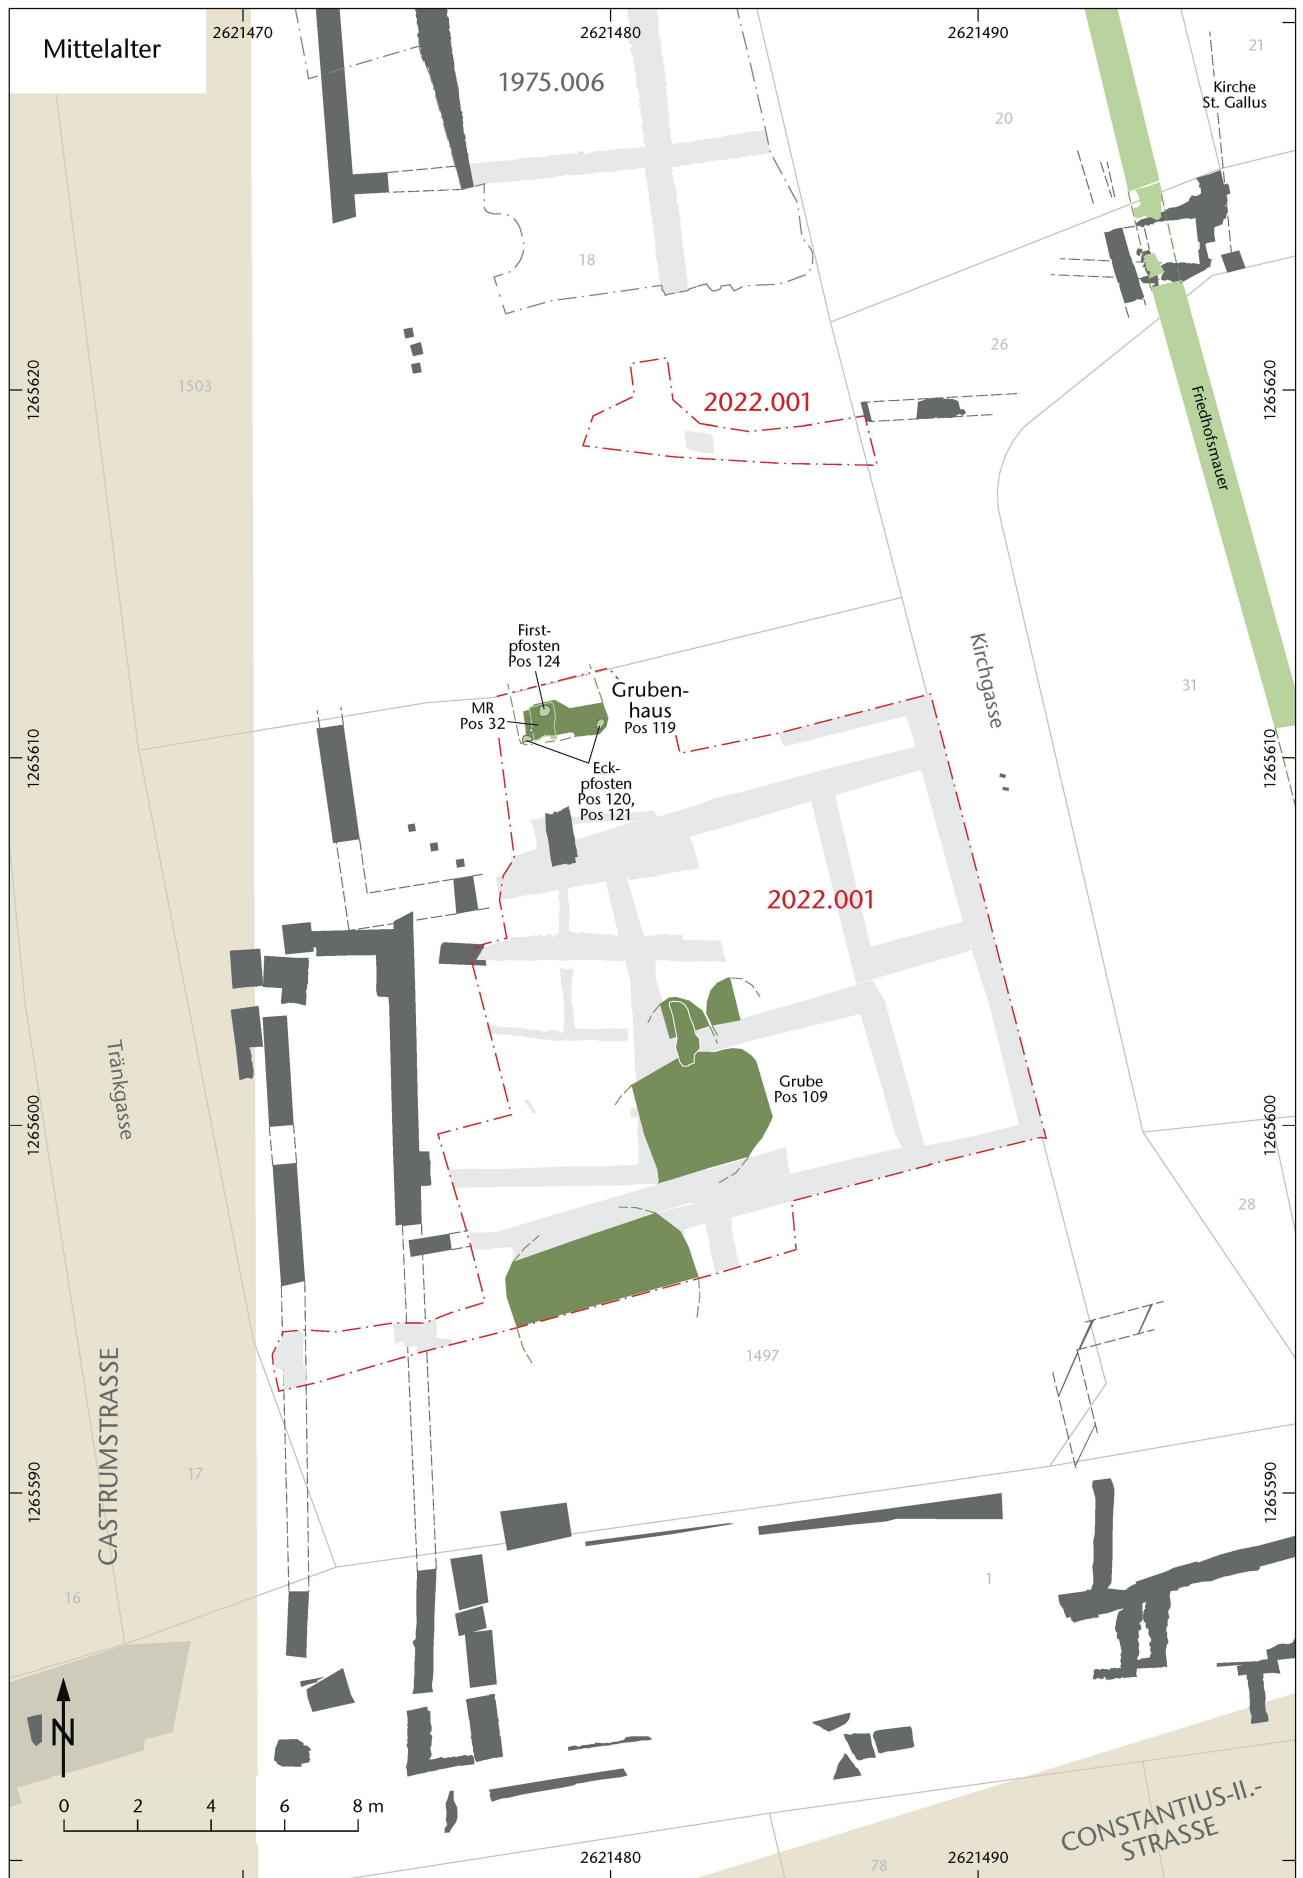 Mittelalter
2621470
2621480
2621490
1975.006
21
Kirche
St. Gallus
20
18
26
1503
1265620
1265620
2022.001
Friedhofsmauer
First-
pfosten
Pos 124
Gruben-
haus
Pos 119
MR
Pos 32
Kirchgasse
31
1265610
1265610
Eck-
pfosten
Pos 120,
Pos 121
2022.001
Tränkgasse
Grube
Pos 109
1265600
1265600
28
1497
CASTRUMSTRASSE
17
1265590
1265590
16
1
N
0 2 4 6 8 m
CONSTANTIUS-II.-
STRASSE
2621480
2621490
78